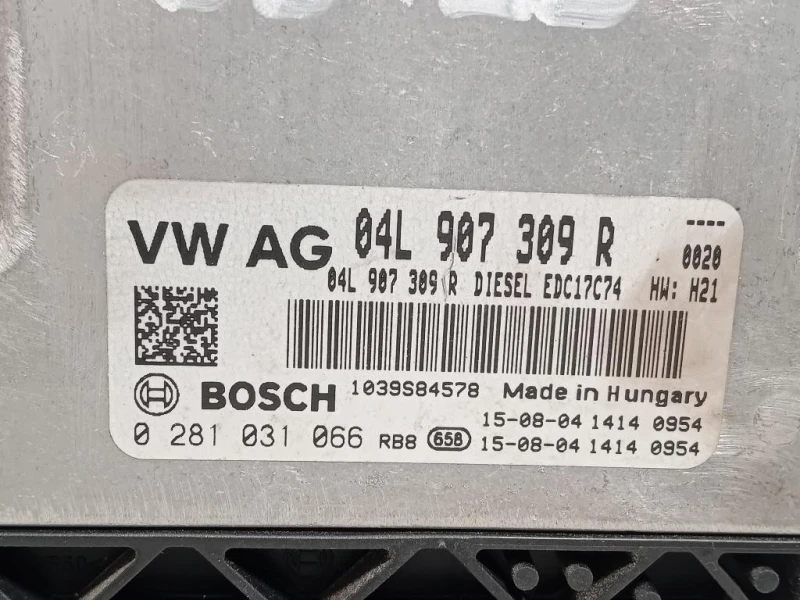 ----
VW AG 04L 907 309 R 0020
04L 907 309 R DIESEL EDC17C74 HW: H21
BOSCH 1039S84578 Made in Hungary
0 281 031 066 RB8 658 15-08-04 1414 0954
15-08-04 1414 0954